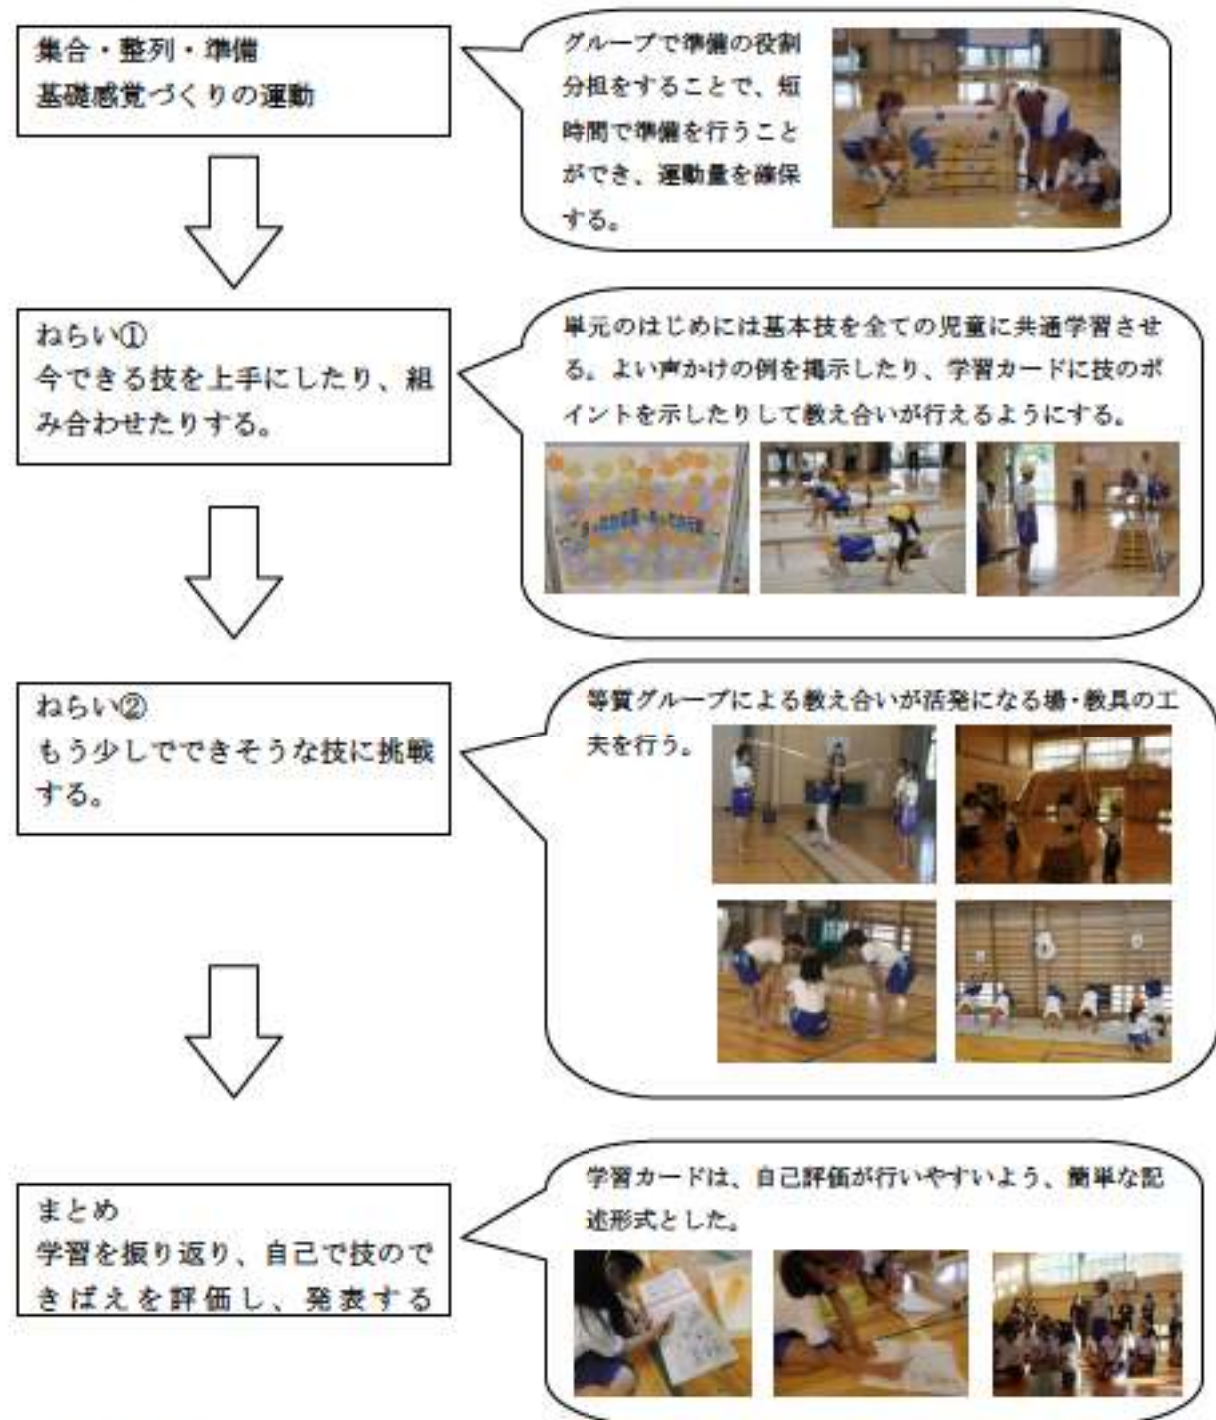 集合・整列・準備
基礎感覚づくりの運動
グループで準備の役割
分担をすることで、短
時間で準備を行うこと
ができ、運動量を確保
する。
ねらい①
今できる技を上手にしたり、組
み合わせたりする。
単元のはじめには基本技を全ての児童に共通学習させ
る。よい声かけの例を掲示したり、学習カードに技のポ
イントを示したりして教え合いが行えるようにする。
ねらい②
もう少しでできそうな技に挑戦
する。
等質グループによる教え合いが活発になる場・教具の工
夫を行う。
まとめ
学習を振り返り、自己で技ので
きばえを評価し、発表する
学習カードは、自己評価が行いやすいよう、簡単な記
述形式とした。